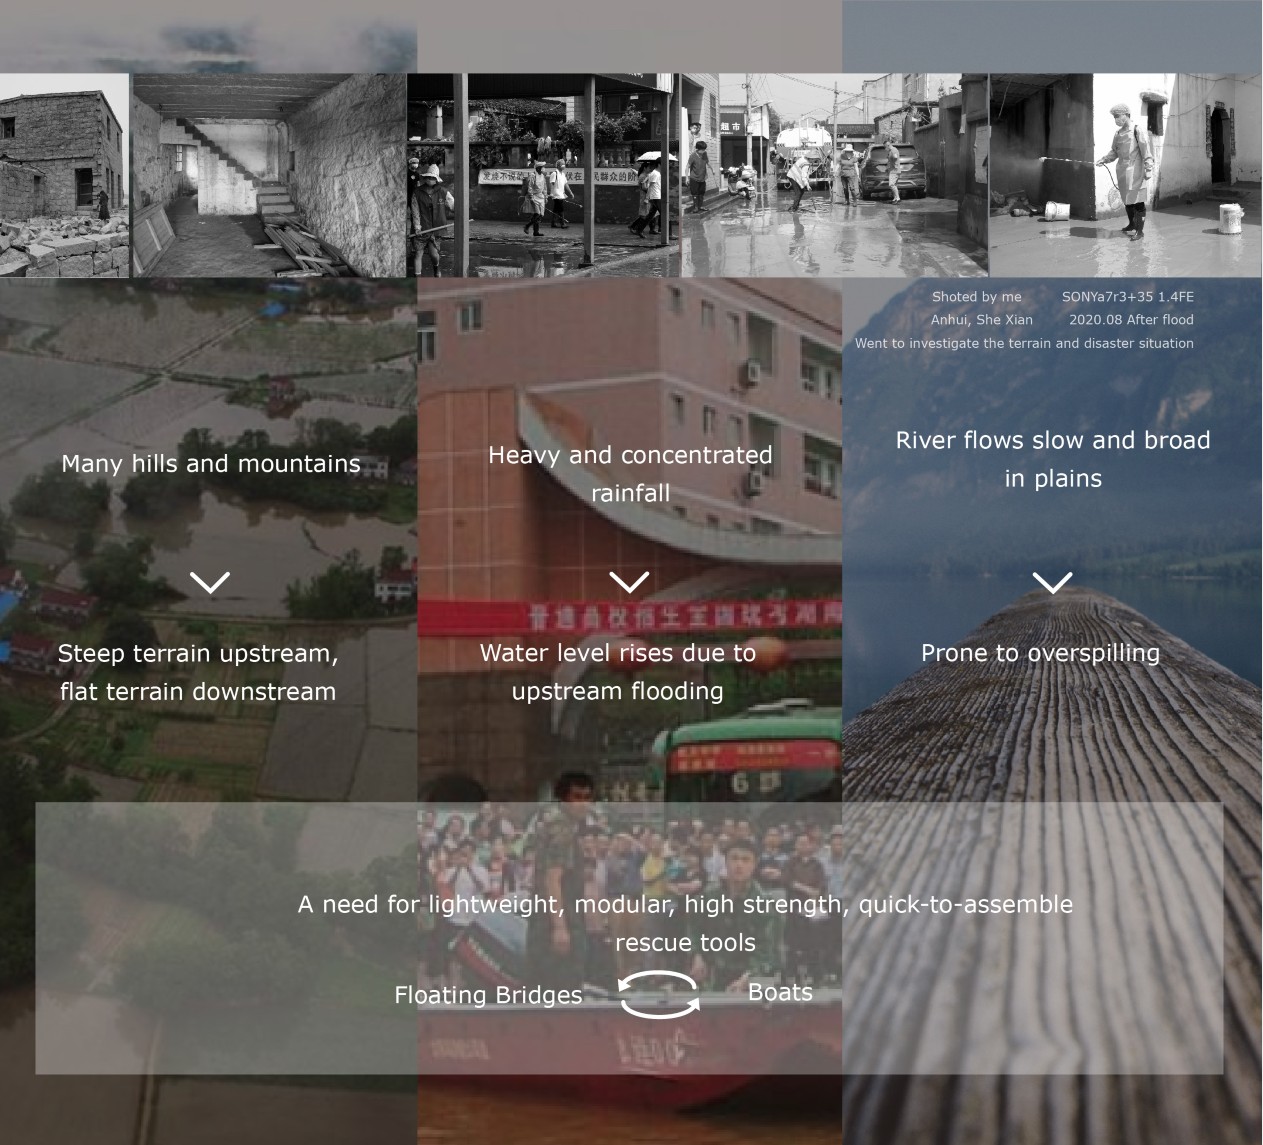 超市
Shoted by me SONYa7r3+35 1.4FE
Anhui, She Xian 2020.08 After flood
Went to investigate the terrain and disaster situation
Many hills and mountains
Heavy and concentrated
rainfall
River flows slow and broad
in plains
Steep terrain upstream,
flat terrain downstream
Water level rises due to
upstream flooding
Prone to overspilling
6
A need for lightweight, modular, high strength, quick-to-assemble
rescue tools
Floating Bridges
Boats